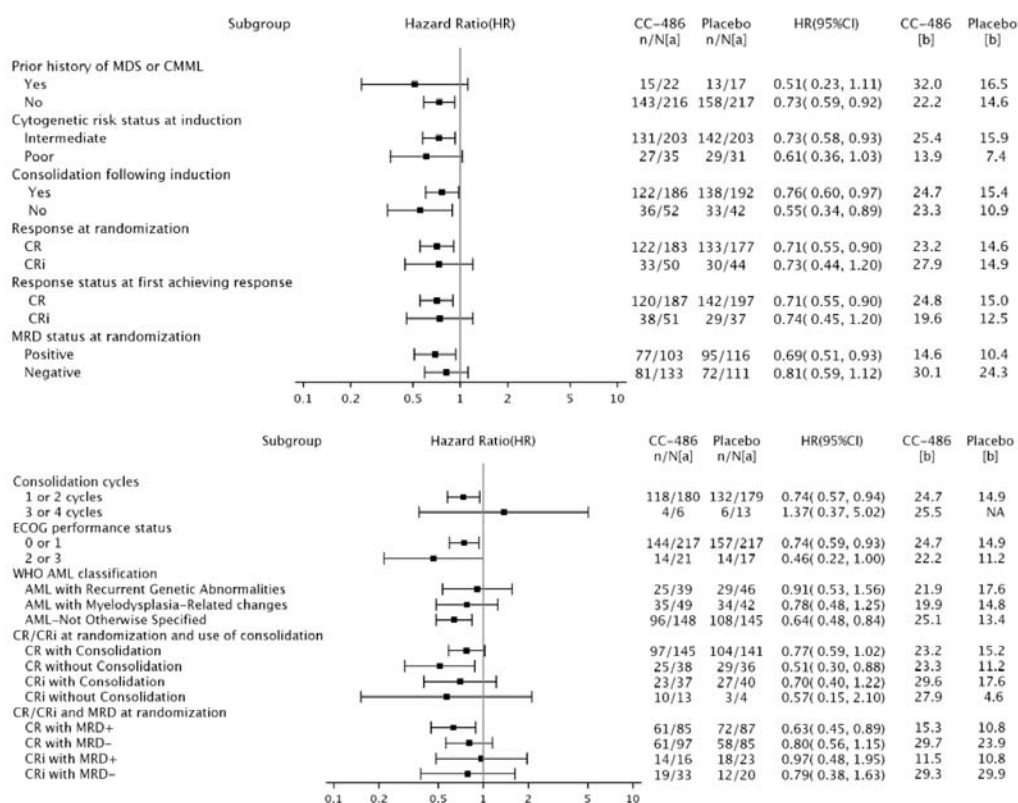 Subgroup Hazard Ratio(HR) CC-486 Placebo HR(95%CI) CC-486 Placebo
n/N[a] n/N[a] [b] [b]
Prior history of MDS or CMML
Yes 15/22 13/17 0.51( 0.23, 1.11) 32.0 16.5
No 143/216 158/217 0.73( 0.59, 0.92) 22.2 14.6
Cytogenetic risk status at induction
Intermediate 131/203 142/203 0.73( 0.58, 0.93) 25.4 15.9
Poor 27/35 29/31 0.61( 0.36, 1.03) 13.9 7.4
Consolidation following induction
Yes 122/186 138/192 0.76( 0.60, 0.97) 24.7 15.4
No 36/52 33/42 0.55( 0.34, 0.89) 23.3 10.9
Response at randomization
CR 122/183 133/177 0.71( 0.55, 0.90) 23.2 14.6
CRi 33/50 30/44 0.73( 0.44, 1.20) 27.9 14.9
Response status at first achieving response
CR 120/187 142/197 0.71( 0.55, 0.90) 24.8 15.0
CRi 38/51 29/37 0.74( 0.45, 1.20) 19.6 12.5
MRD status at randomization
Positive 77/103 95/116 0.69( 0.51, 0.93) 14.6 10.4
Negative 81/133 72/111 0.81( 0.59, 1.12) 30.1 24.3
0.1 0.2 0.5 1 2 5 10
Subgroup Hazard Ratio(HR) CC-486 Placebo HR(95%CI) CC-486 Placebo
n/N[a] n/N[a] [b] [b]
Consolidation cycles
1 or 2 cycles 118/180 132/179 0.74( 0.57, 0.94) 24.7 14.9
3 or 4 cycles 4/6 6/13 1.37( 0.37, 5.02) 25.5 NA
ECOG performance status
0 or 1 144/217 157/217 0.74( 0.59, 0.93) 24.7 14.9
2 or 3 14/21 14/17 0.46( 0.22, 1.00) 22.2 11.2
WHO AML classification
AML with Recurrent Genetic Abnormalities 25/39 29/46 0.91( 0.53, 1.56) 21.9 17.6
AML with Myelodysplasia-Related changes 35/49 34/42 0.78( 0.48, 1.25) 19.9 14.8
AML-Not Otherwise Specified 96/148 108/145 0.64( 0.48, 0.84) 25.1 13.4
CR/CRi at randomization and use of consolidation
CR with Consolidation 97/145 104/141 0.77( 0.59, 1.02) 23.2 15.2
CR without Consolidation 25/38 29/36 0.51( 0.30, 0.88) 23.3 11.2
CRi with Consolidation 23/37 27/40 0.70( 0.40, 1.22) 29.6 17.6
CRi without Consolidation 10/13 3/4 0.57( 0.15, 2.10) 27.9 4.6
CR/CRi and MRD at randomization
CR with MRD+ 61/85 72/87 0.63( 0.45, 0.89) 15.3 10.8
CR with MRD- 61/97 58/85 0.80( 0.56, 1.15) 29.7 23.9
CRi with MRD+ 14/16 18/23 0.97( 0.48, 1.95) 11.5 10.8
CRi with MRD- 19/33 12/20 0.79( 0.38, 1.63) 29.3 29.9
0.1 0.2 0.5 1 2 5 10